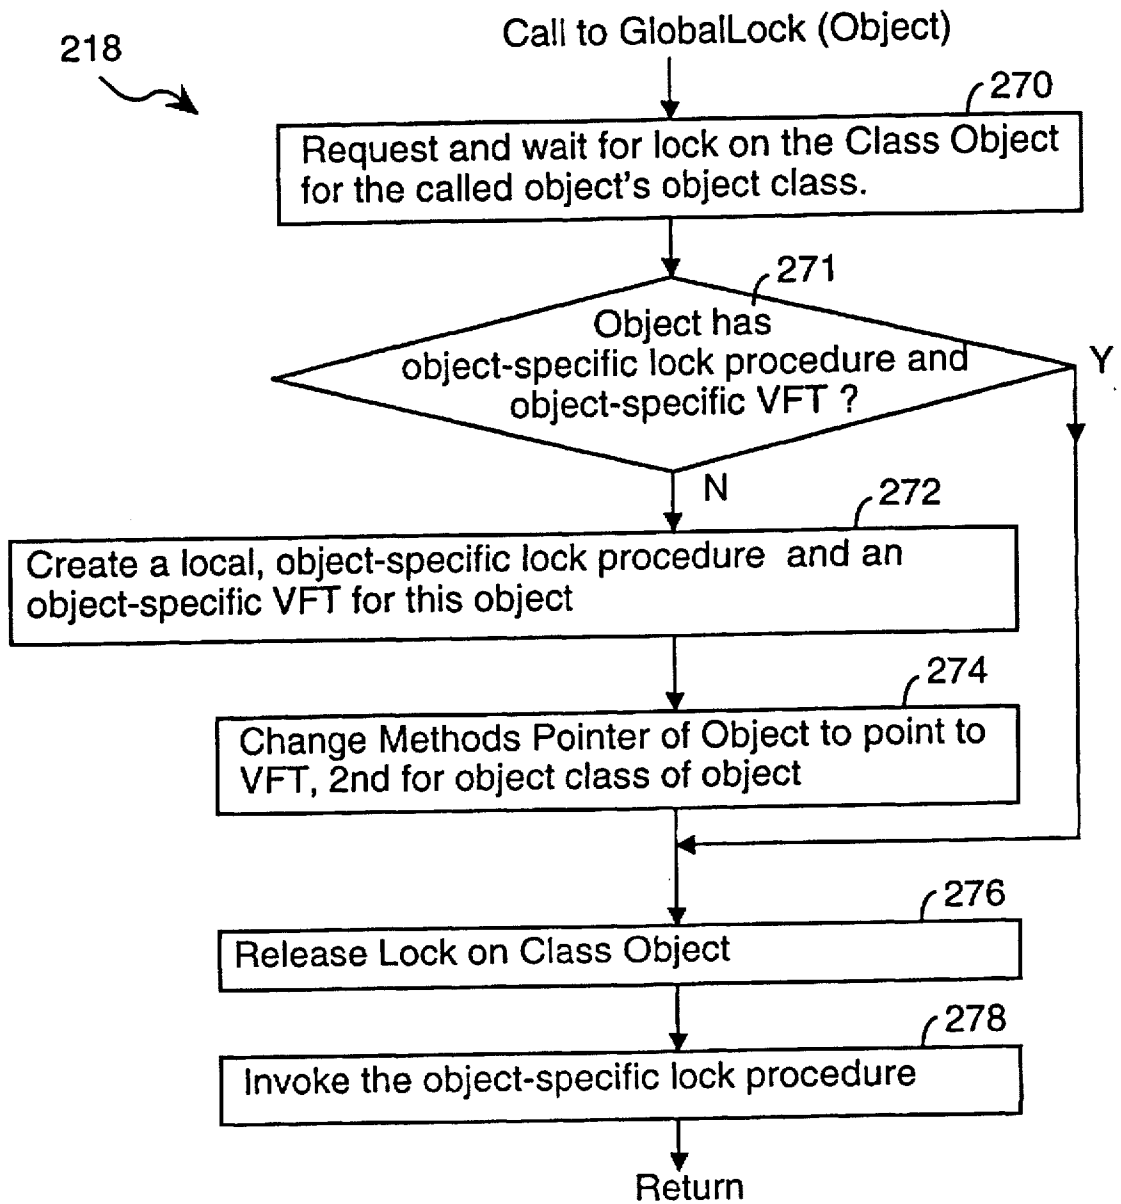 218
Call to GlobalLock (Object)
270
Request and wait for lock on the Class Object
for the called object's object class.
271
Object has
object-specific lock procedure and
object-specific VFT ?
Y
N
272
Create a local, object-specific lock procedure and an
object-specific VFT for this object
274
Change Methods Pointer of Object to point to
VFT, 2nd for object class of object
276
Release Lock on Class Object
278
Invoke the object-specific lock procedure
Return